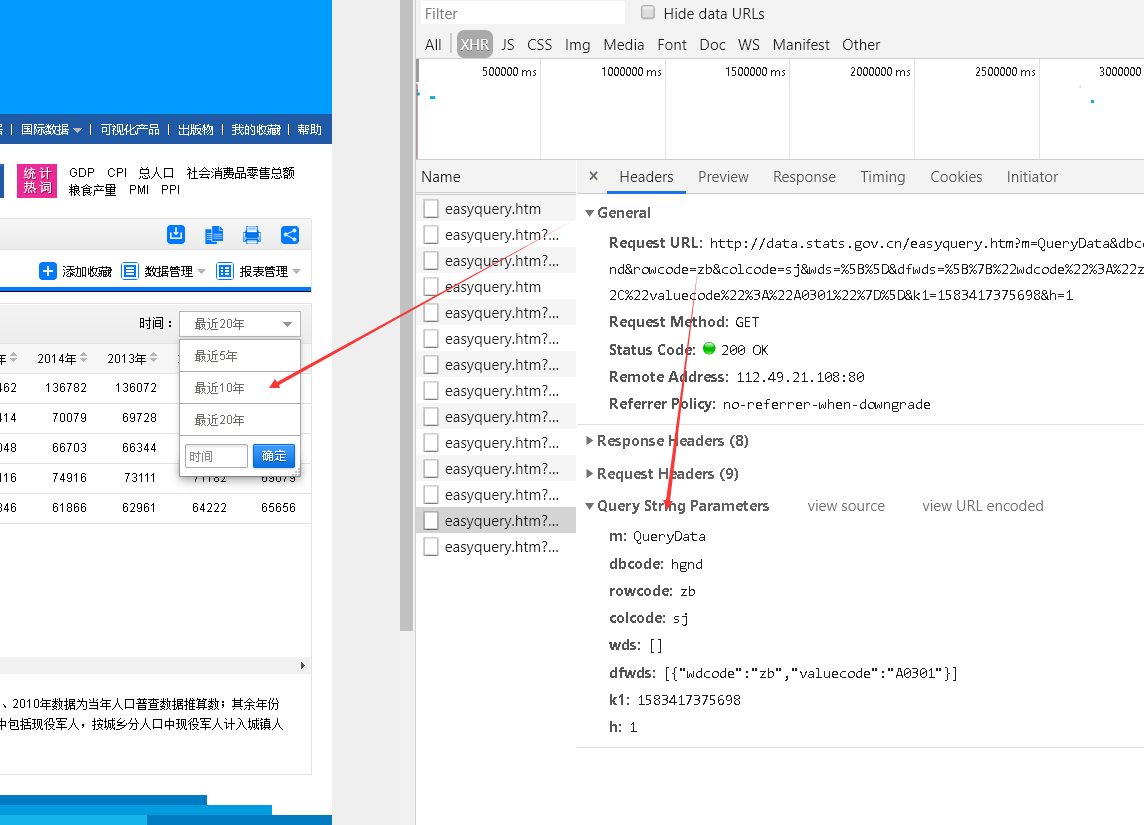 国际数据 | 可视化产品 | 出版物 | 我的收藏 | 帮助
统计热词
GDP CPI 总人口 社会消费品零售总额
粮食产量 PMI PPI
添加收藏 数据管理 报表管理
时间： 最近20年
最近5年
最近10年
最近20年
时间 确定
年 2014年 2013年
462 136782 136072
414 70079 69728
048 66703 66344
116 74916 73111 71182 69079
346 61866 62961 64222 65656
、2010年数据为当年人口普查数据推算数；其余年份
中包括现役军人，按城乡分人口中现役军人计入城镇人
Filter Hide data URLs
All XHR JS CSS Img Media Font Doc WS Manifest Other
500000 ms 1000000 ms 1500000 ms 2000000 ms 2500000 ms 3000000
Name
easyquery.htm
easyquery.htm?...
easyquery.htm?...
easyquery.htm
easyquery.htm?...
easyquery.htm?...
easyquery.htm?...
easyquery.htm?...
easyquery.htm?...
easyquery.htm?...
easyquery.htm?...
easyquery.htm?...
easyquery.htm?...
easyquery.htm?...
× Headers Preview Response Timing Cookies Initiator
General
Request URL: http://data.stats.gov.cn/easyquery.htm?m=QueryData&dbco
nd&rowcode=zb&colcode=sj&wds=%5B%5D&dfwds=%5B%7B%22wdcode%22%3A%22z
2C%22valuecode%22%3A%22A0301%22%7D%5D&k1=1583417375698&h=1
Request Method: GET
Status Code: 200 OK
Remote Address: 112.49.21.108:80
Referrer Policy: no-referrer-when-downgrade
Response Headers (8)
Request Headers (9)
Query String Parameters view source view URL encoded
m: QueryData
dbcode: hgnd
rowcode: zb
colcode: sj
wds: []
dfwds: [{"wdcode":"zb","valuecode":"A0301"}]
k1: 1583417375698
h: 1